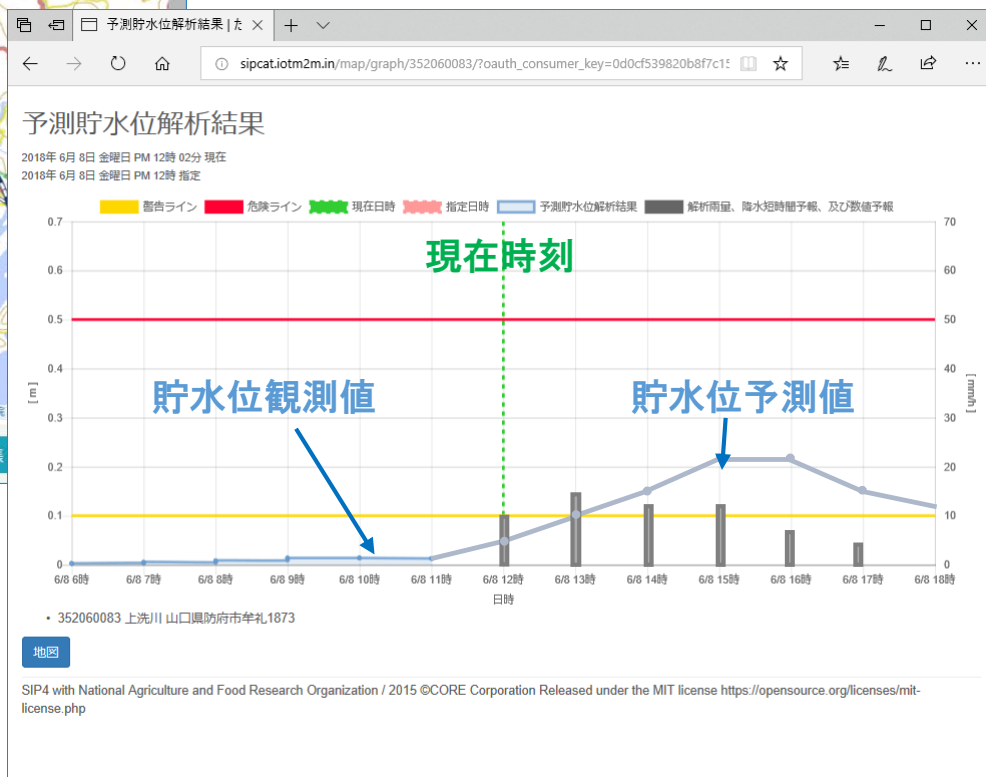 予測貯水位解析結果 | た
sipcat.iotm2m.in/map/graph/352060083/?oauth_consumer_key=0d0cf539820b8f7c15
予測貯水位解析結果
2018年 6月 8日 金曜日 PM 12時 02分 現在
2018年 6月 8日 金曜日 PM 12時 指定
警告ライン 危険ライン 現在日時 指定日時 予測貯水位解析結果 解析雨量、降水短時間予報、及び数値予報
現在時刻
貯水位観測値
貯水位予測値
[ m ]
0.7
0.6
0.5
0.4
0.3
0.2
0.1
0
70
60
50
40
30
20
10
0
[ mm/h ]
6/8 6時 6/8 7時 6/8 8時 6/8 9時 6/8 10時 6/8 11時 6/8 12時 6/8 13時 6/8 14時 6/8 15時 6/8 16時 6/8 17時 6/8 18時
日時
• 352060083 上洗川 山口県防府市牟礼1873
地図
SIP4 with National Agriculture and Food Research Organization / 2015 ©CORE Corporation Released under the MIT license https://opensource.org/licenses/mit-
license.php